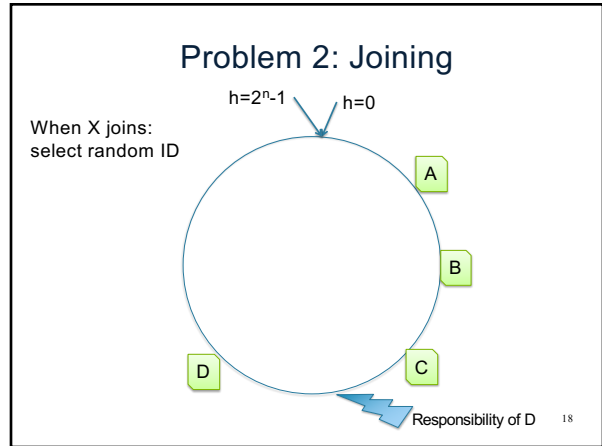 Problem 2: Joining
h=2ⁿ-1
h=0
When X joins:
select random ID
A
B
C
D
Responsibility of D
18